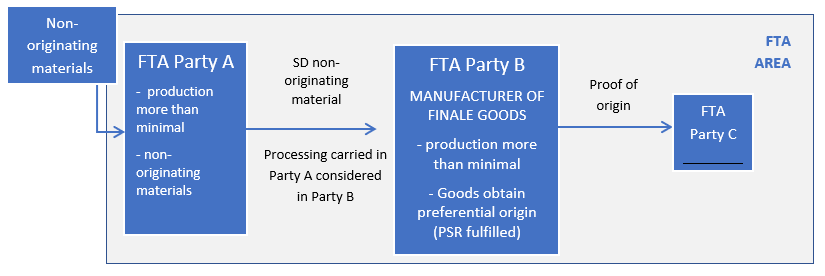 Non-
originating
materials
FTA Party A
- production
more than
minimal
- non-
originating
materials
SD non-
originating
material
Processing carried in
Party A considered
in Party B
FTA Party B
MANUFACTURER OF
FINALE GOODS
- production more
than minimal
- Goods obtain
preferential origin
(PSR fulfilled)
Proof of
origin
FTA
Party C
FTA
AREA